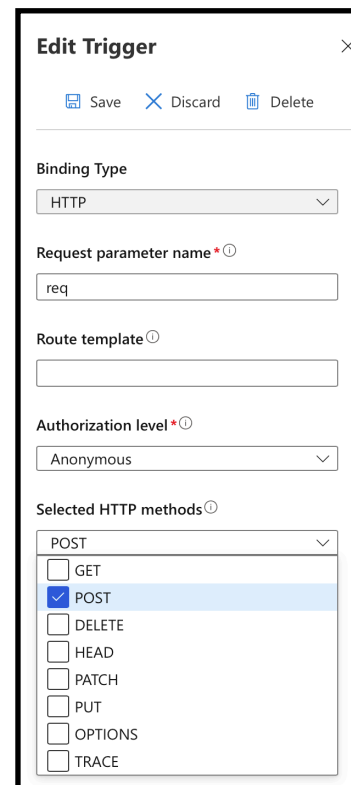 Edit Trigger
Save Discard Delete
Binding Type
HTTP
Request parameter name *
req
Route template
Authorization level *
Anonymous
Selected HTTP methods
POST
GET
POST
DELETE
HEAD
PATCH
PUT
OPTIONS
TRACE